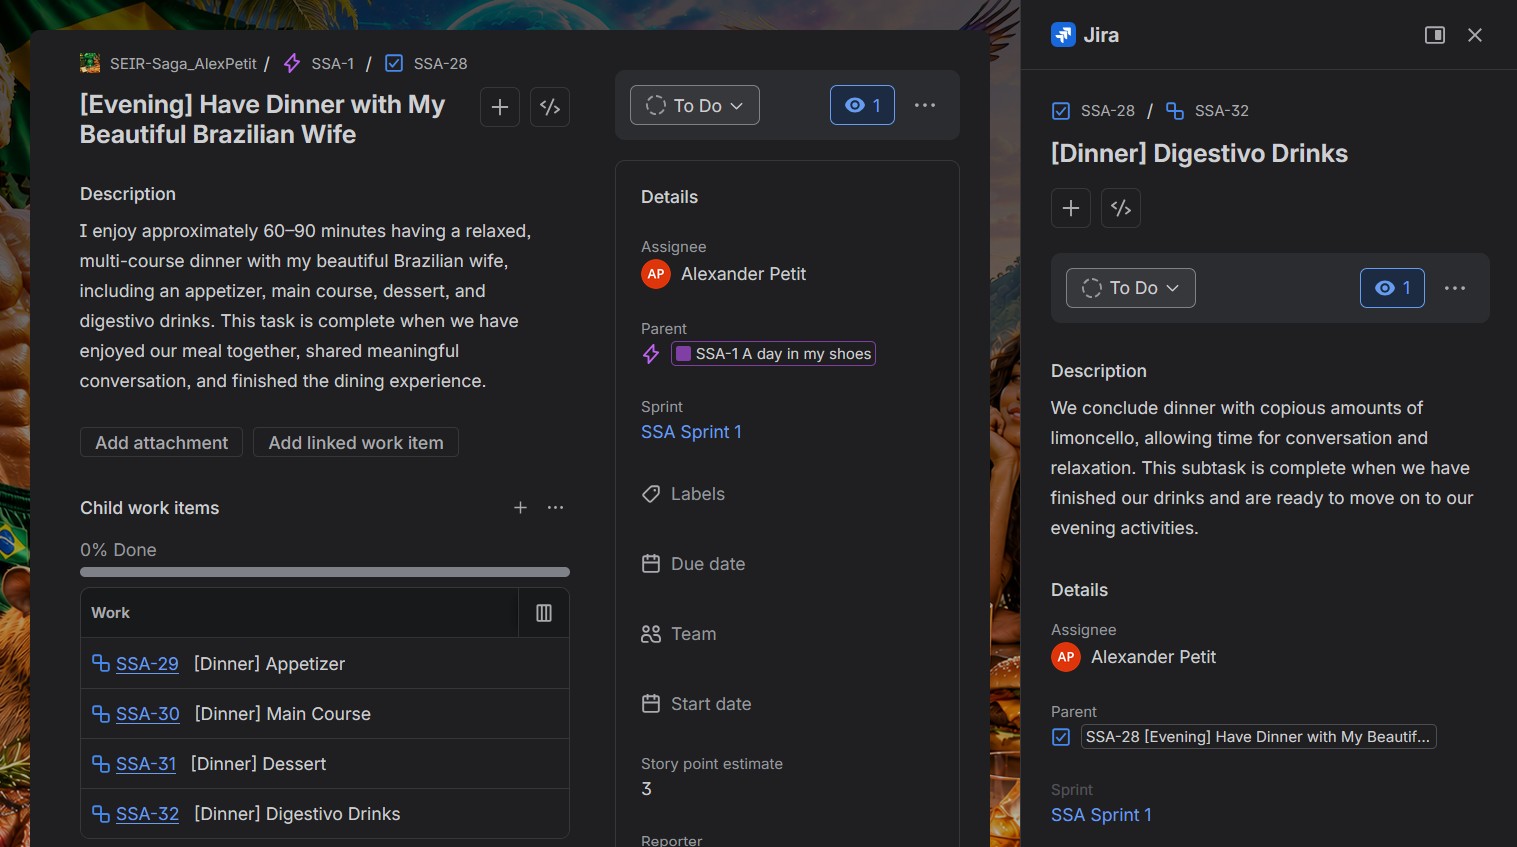 SEIR-Saga_AlexPetit / SSA-1 / SSA-28
[Evening] Have Dinner with My
Beautiful Brazilian Wife
Description
I enjoy approximately 60–90 minutes having a relaxed,
multi-course dinner with my beautiful Brazilian wife,
including an appetizer, main course, dessert, and
digestivo drinks. This task is complete when we have
enjoyed our meal together, shared meaningful
conversation, and finished the dining experience.
Add attachment
Add linked work item
Child work items
0% Done
Work
SSA-29 [Dinner] Appetizer
SSA-30 [Dinner] Main Course
SSA-31 [Dinner] Dessert
SSA-32 [Dinner] Digestivo Drinks
To Do
1
Details
Assignee
AP Alexander Petit
Parent
SSA-1 A day in my shoes
Sprint
SSA Sprint 1
Labels
Due date
Team
Start date
Story point estimate
3
Reporter
Jira
SSA-28 / SSA-32
[Dinner] Digestivo Drinks
To Do
1
Description
We conclude dinner with copious amounts of
limoncello, allowing time for conversation and
relaxation. This subtask is complete when we have
finished our drinks and are ready to move on to our
evening activities.
Details
Assignee
AP Alexander Petit
Parent
SSA-28 [Evening] Have Dinner with My Beautif...
Sprint
SSA Sprint 1